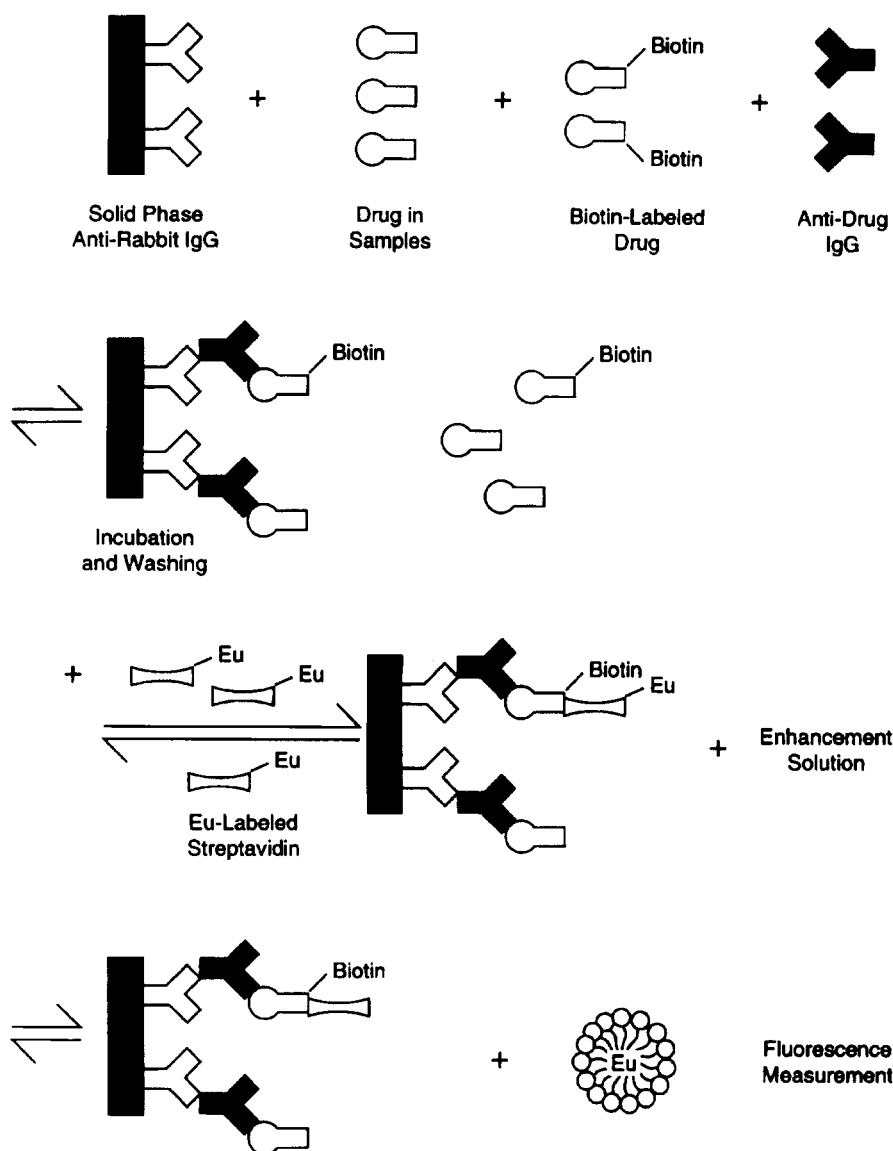 Biotin
+
+
+
Biotin
Solid Phase
Anti-Rabbit IgG
Drug in
Samples
Biotin-Labeled
Drug
Anti-Drug
IgG
Biotin
Biotin
Incubation
and Washing
+
Eu
Eu
Eu
Eu-Labeled
Streptavidin
Biotin
Eu
+
Enhancement
Solution
Biotin
+
Eu
Fluorescence
Measurement